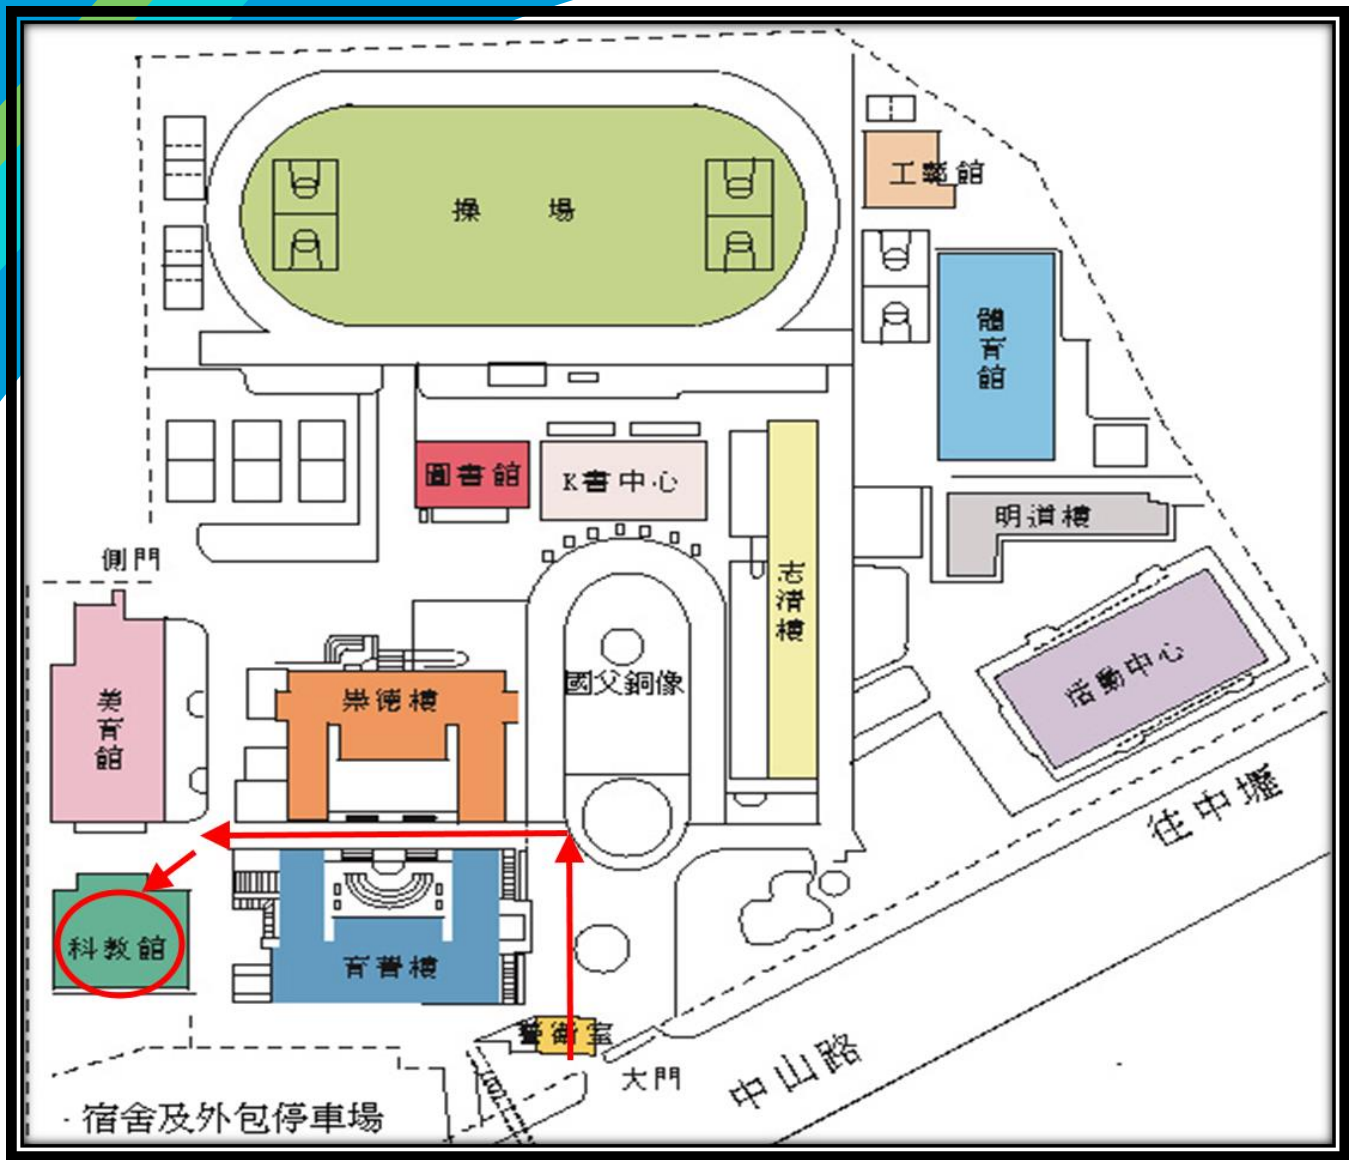 工藝館
操場
體育館
圖書館
K書中心
明道樓
側門
志清樓
美育館
崇德樓
國父銅像
活動中心
往中壢
科教館
育菁樓
警衛室
大門
中山路
宿舍及外包停車場